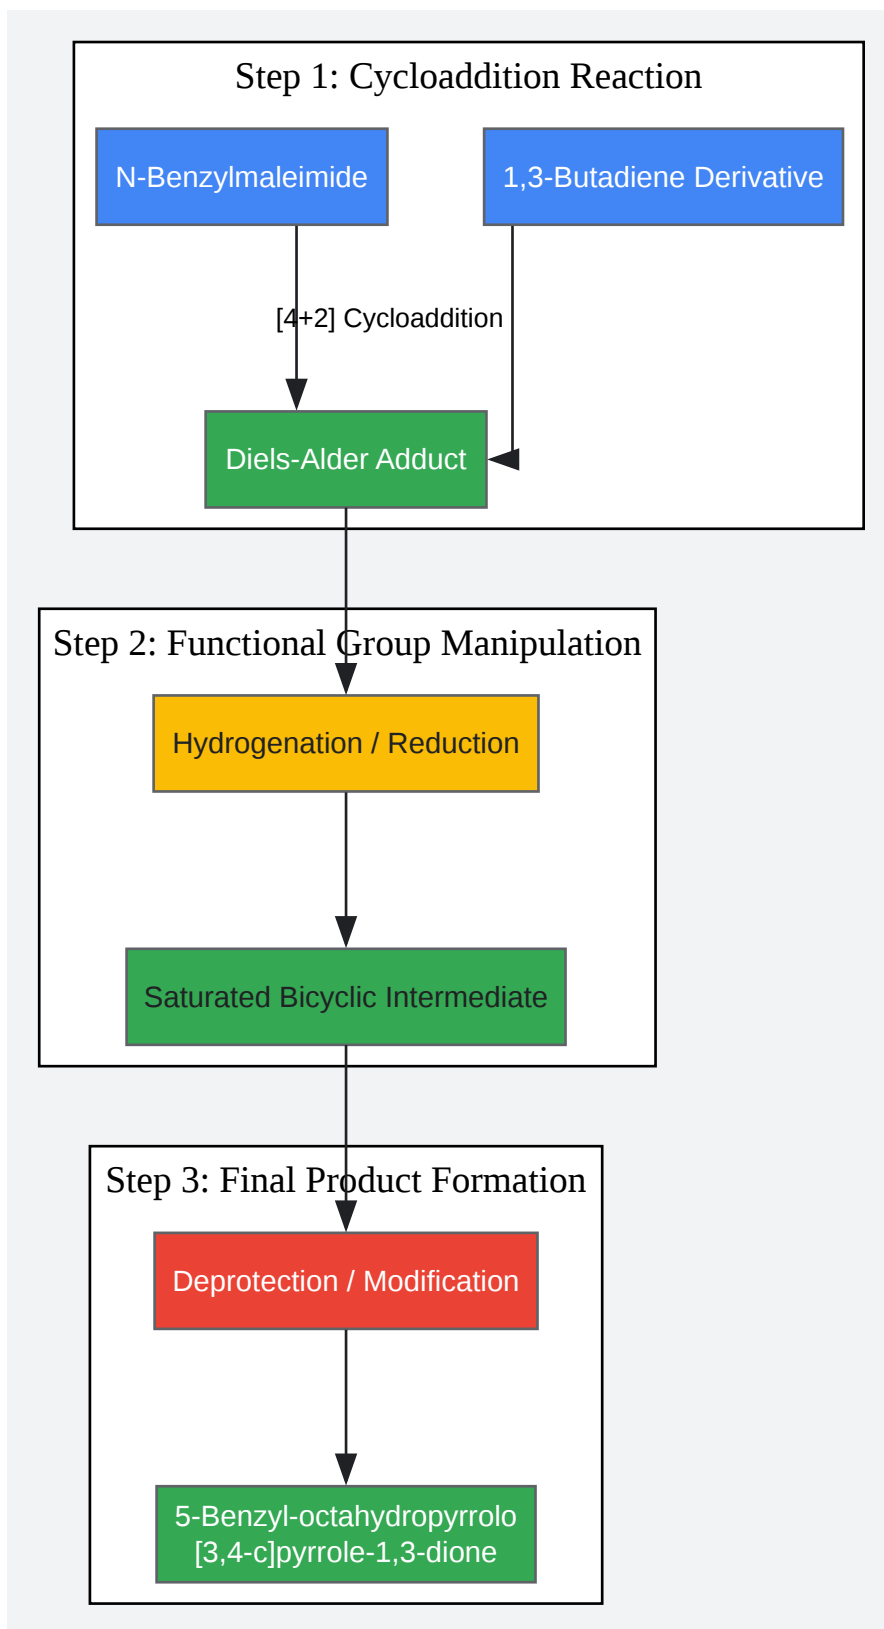 Step 1: Cycloaddition Reaction
N-Benzylmaleimide
1,3-Butadiene Derivative
[4+2] Cycloaddition
Diels-Alder Adduct
Step 2: Functional Group Manipulation
Hydrogenation / Reduction
Saturated Bicyclic Intermediate
Step 3: Final Product Formation
Deprotection / Modification
5-Benzyl-octahydropyrrolo
[3,4-c]pyrrole-1,3-dione